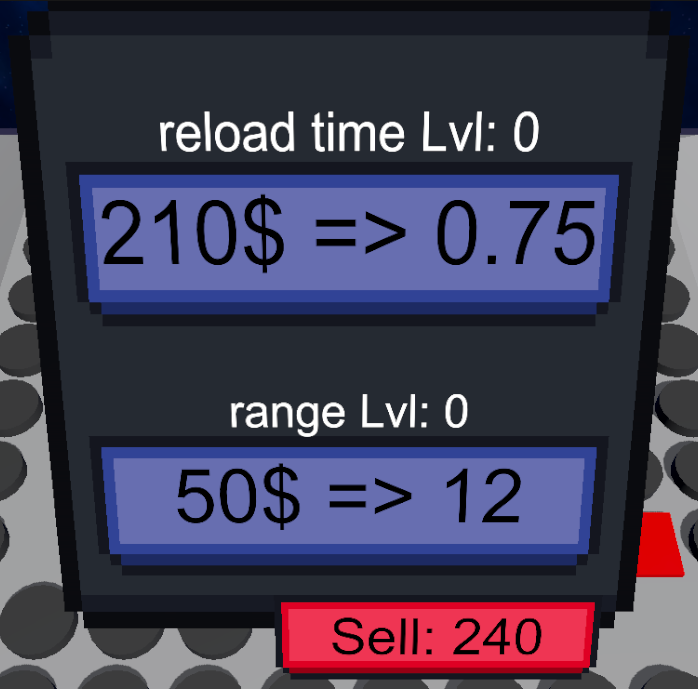 reload time Lvl: 0
210$ => 0.75
range Lvl: 0
50$ => 12
Sell: 240